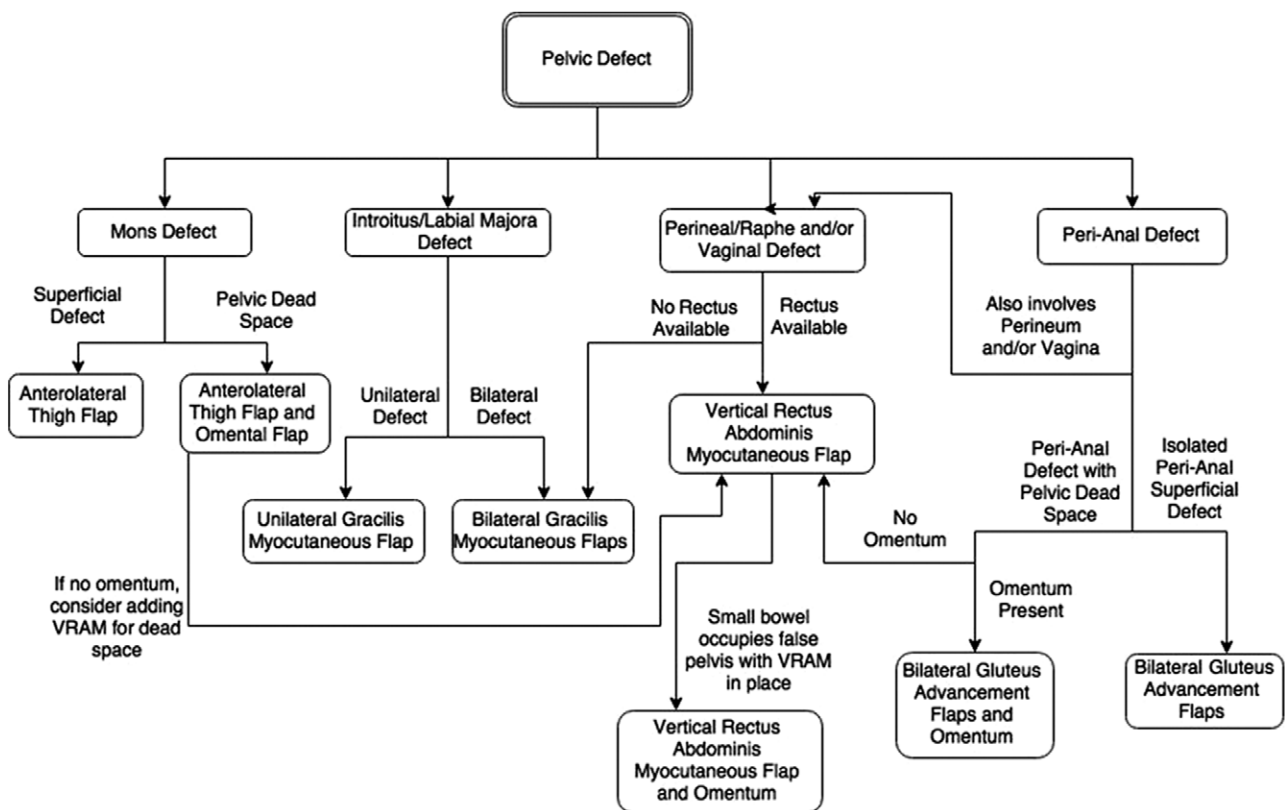 Pelvic Defect
Mons Defect
Introitus/Labial Majora
Defect
Perineal/Raphe and/or
Vaginal Defect
Peri-Anal Defect
Superficial
Defect
Pelvic Dead
Space
No Rectus
Available
Rectus
Available
Also involves
Perineum
and/or Vagina
Anterolateral
Thigh Flap
Anterolateral
Thigh Flap and
Omental Flap
Unilateral
Defect
Bilateral
Defect
Vertical Rectus
Abdominis
Myocutaneous Flap
Peri-Anal
Defect with
Pelvic Dead
Space
Isolated
Peri-Anal
Superficial
Defect
Unilateral Gracilis
Myocutaneous Flap
Bilateral Gracilis
Myocutaneous Flaps
No
Omentum
If no omentum,
consider adding
VRAM for dead
space
Small bowel
occupies false
pelvis with VRAM
in place
Omentum
Present
Vertical Rectus
Abdominis
Myocutaneous Flap
and Omentum
Bilateral Gluteus
Advancement
Flaps and
Omentum
Bilateral Gluteus
Advancement
Flaps